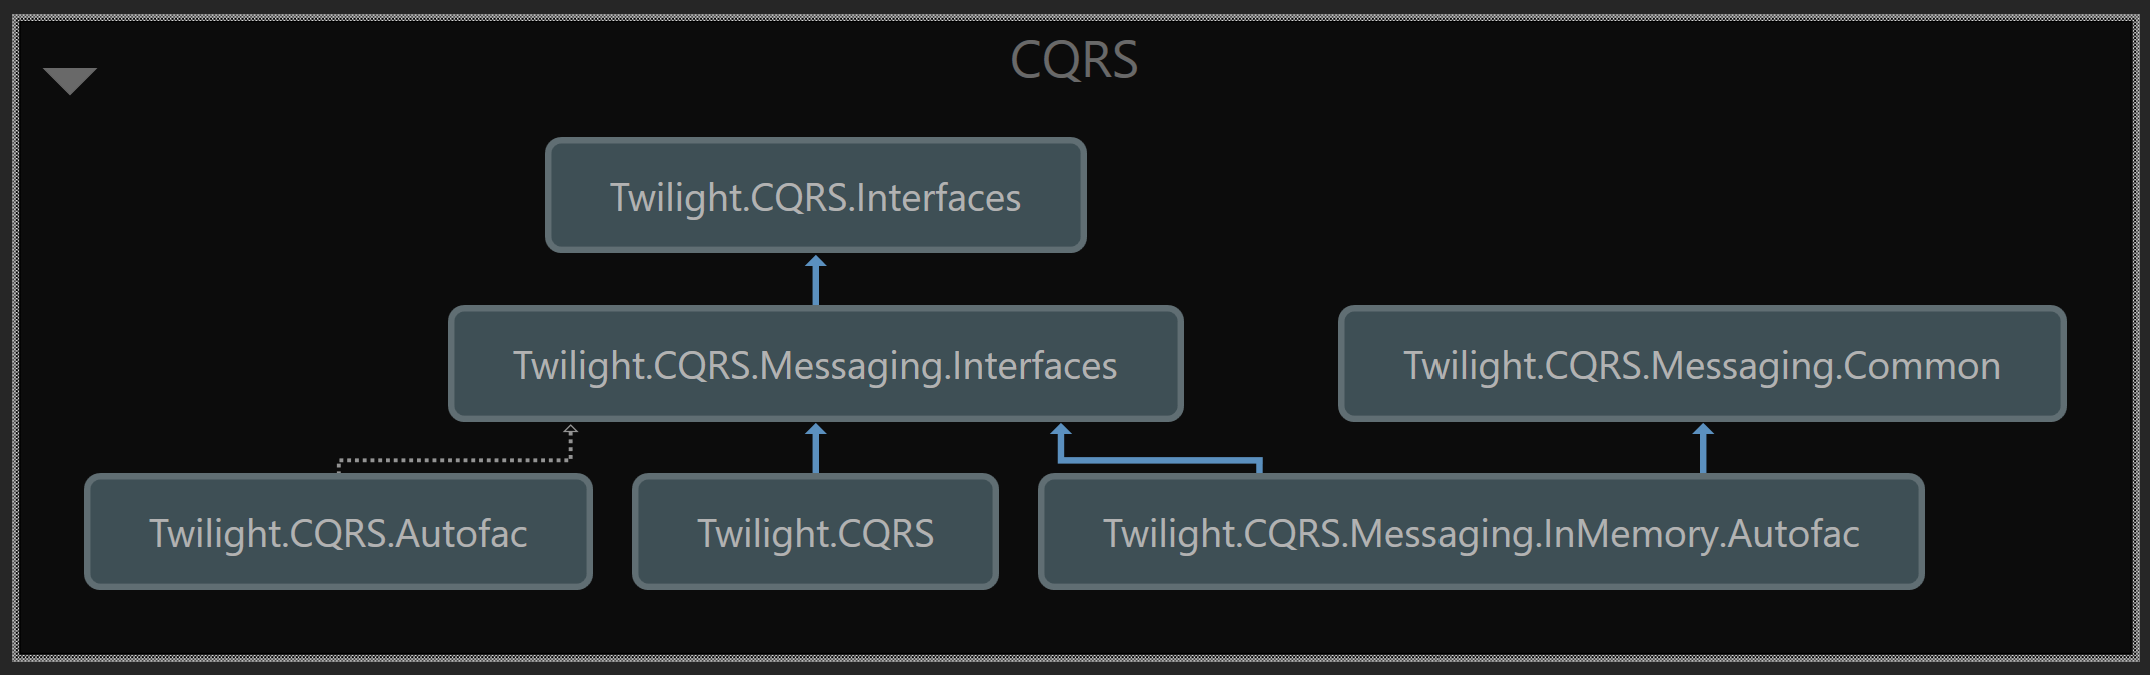 CQRS
Twilight.CQRS.Interfaces
Twilight.CQRS.Messaging.Interfaces
Twilight.CQRS.Messaging.Common
Twilight.CQRS.Autofac
Twilight.CQRS
Twilight.CQRS.Messaging.InMemory.Autofac